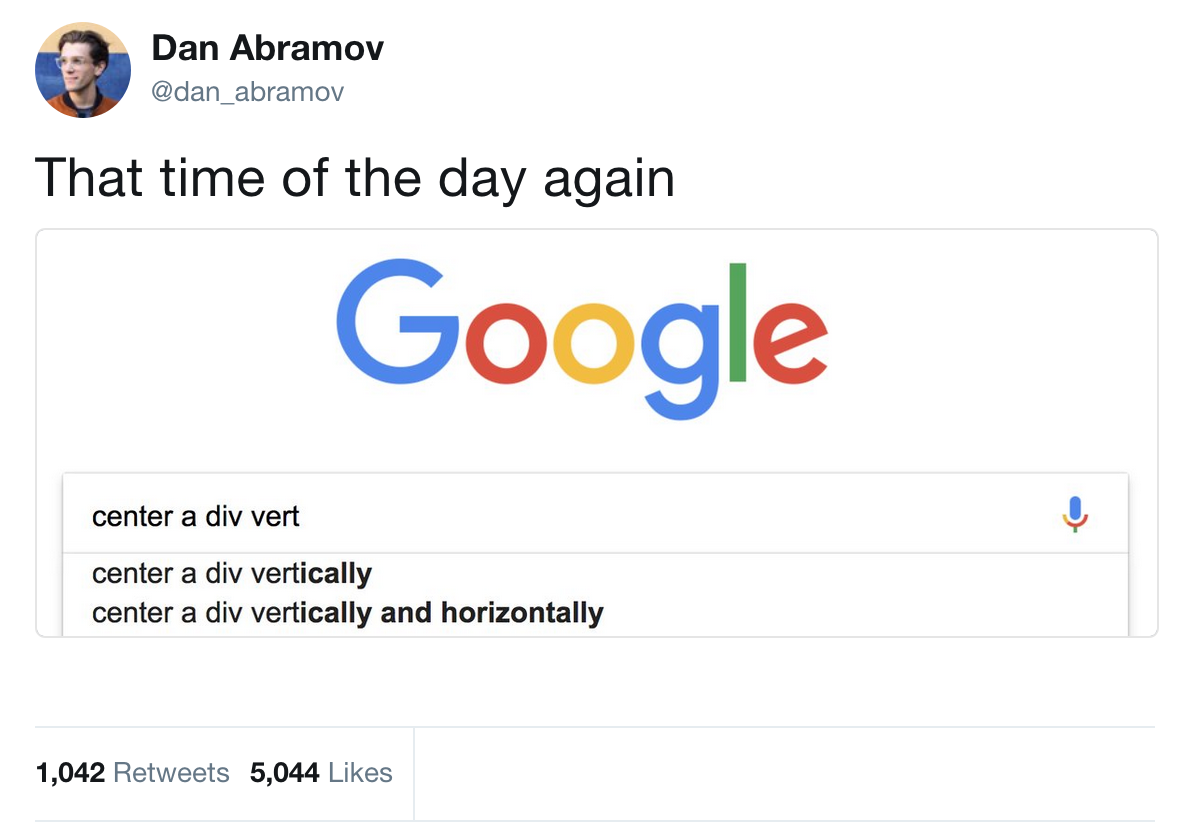 Dan Abramov
@dan_abramov
That time of the day again
Google
center a div vert
center a div vertically
center a div vertically and horizontally
1,042 Retweets 5,044 Likes